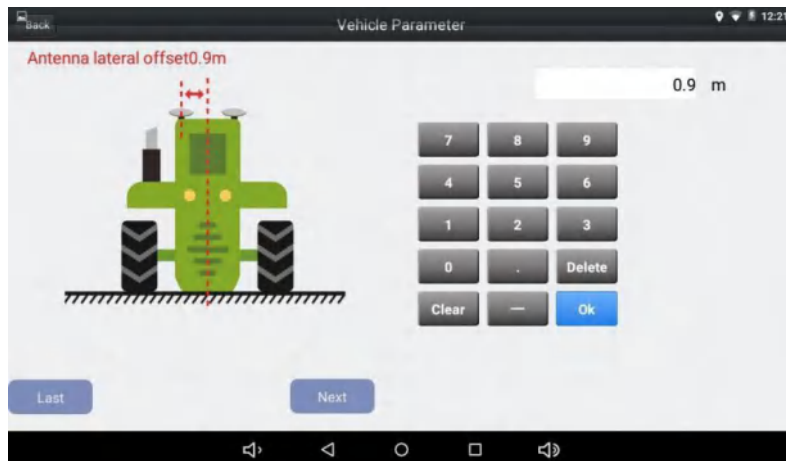 Back
Vehicle Parameter
12:21
Antenna lateral offset0.9m
0.9 m
7 8 9
4 5 6
1 2 3
0 . Delete
Clear — Ok
Last
Next